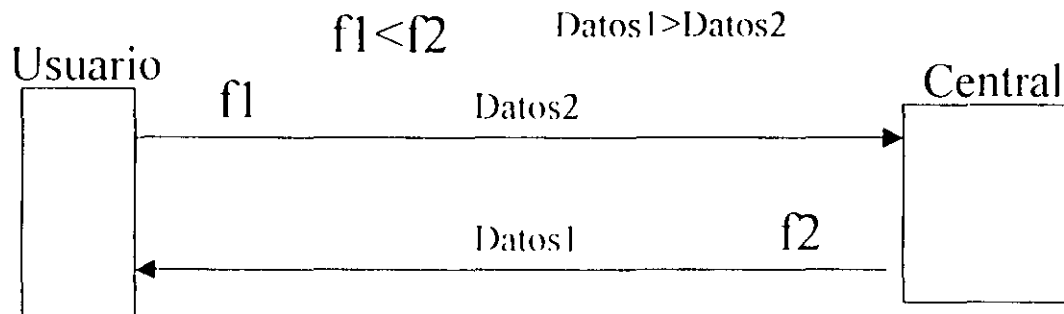 f1<f2 Datos1>Datos2
Usuario
Central
f1 Datos2
Datos1 f2